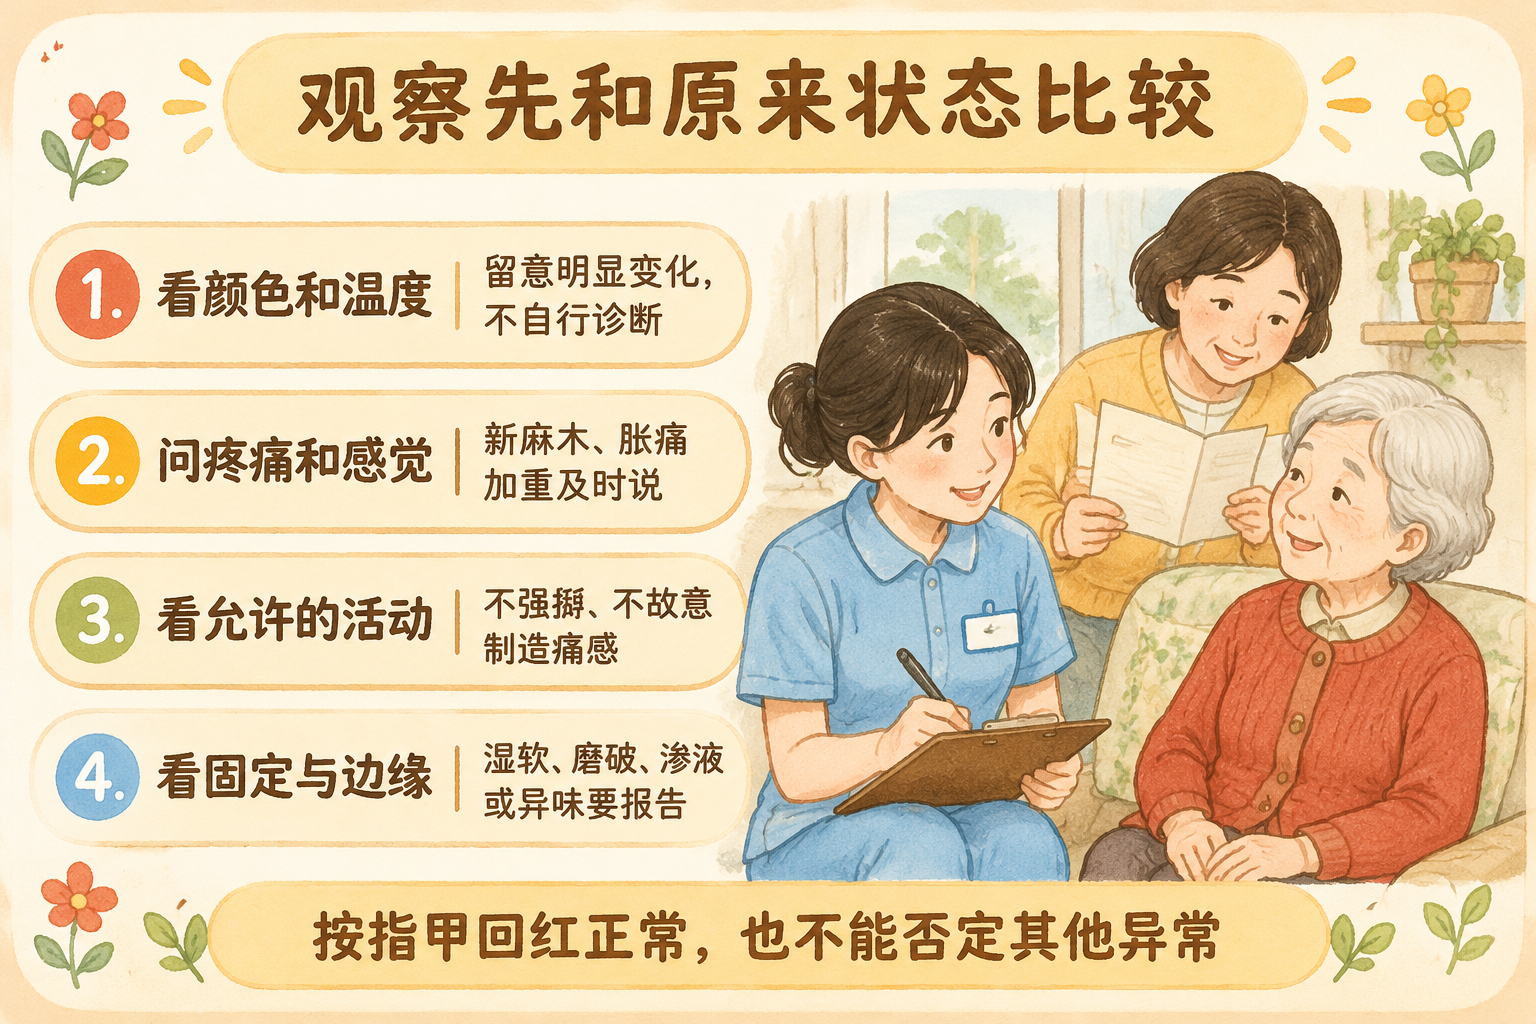 观察先和原来状态比较
1. 看颜色和温度
留意明显变化，
不自行诊断
2. 问疼痛和感觉
新麻木、胀痛
加重及时说
3. 看允许的活动
不强掰、不故意
制造痛感
4. 看固定与边缘
湿软、磨破、渗液
或异味要报告
按指甲回红正常，也不能否定其他异常